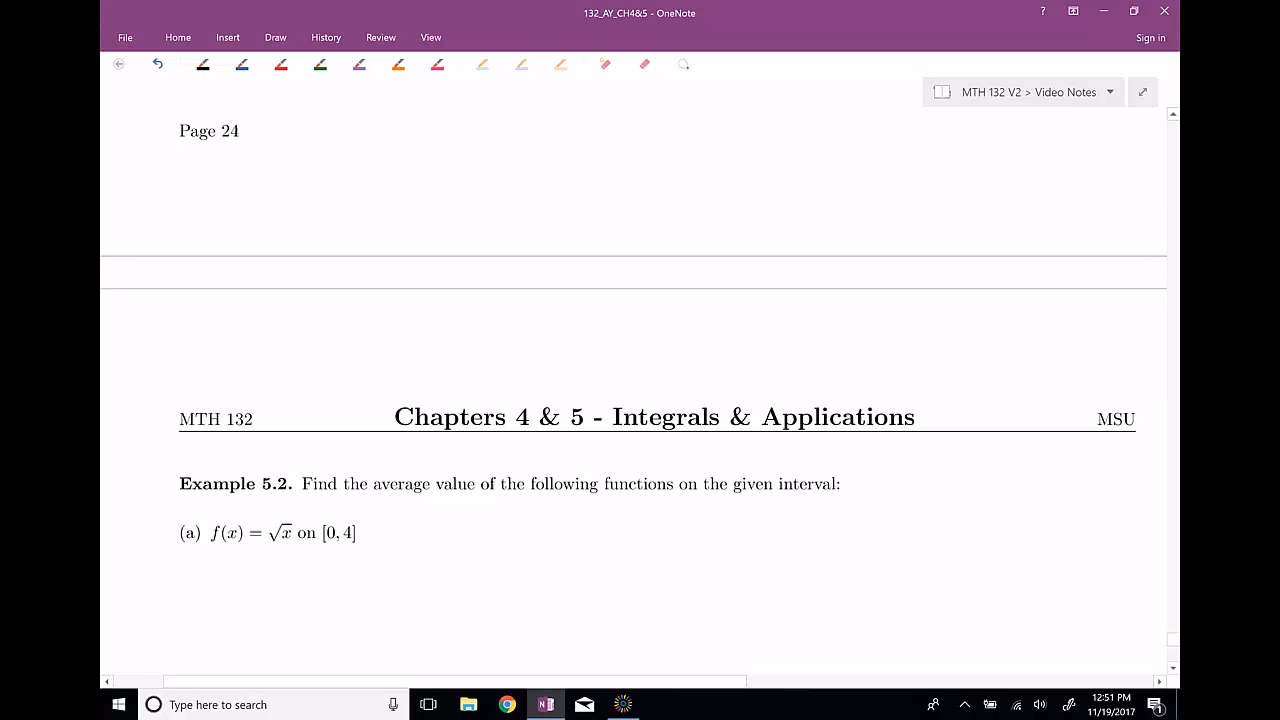 132_AY_CH4&5 - OneNote
?
File Home Insert Draw History Review View Sign in
MTH 132 V2 > Video Notes
Page 24
MTH 132 Chapters 4 & 5 - Integrals & Applications MSU
Example 5.2. Find the average value of the following functions on the given interval:
(a) f(x) = √x on [0, 4]
Type here to search
12:51 PM
11/19/2017
1